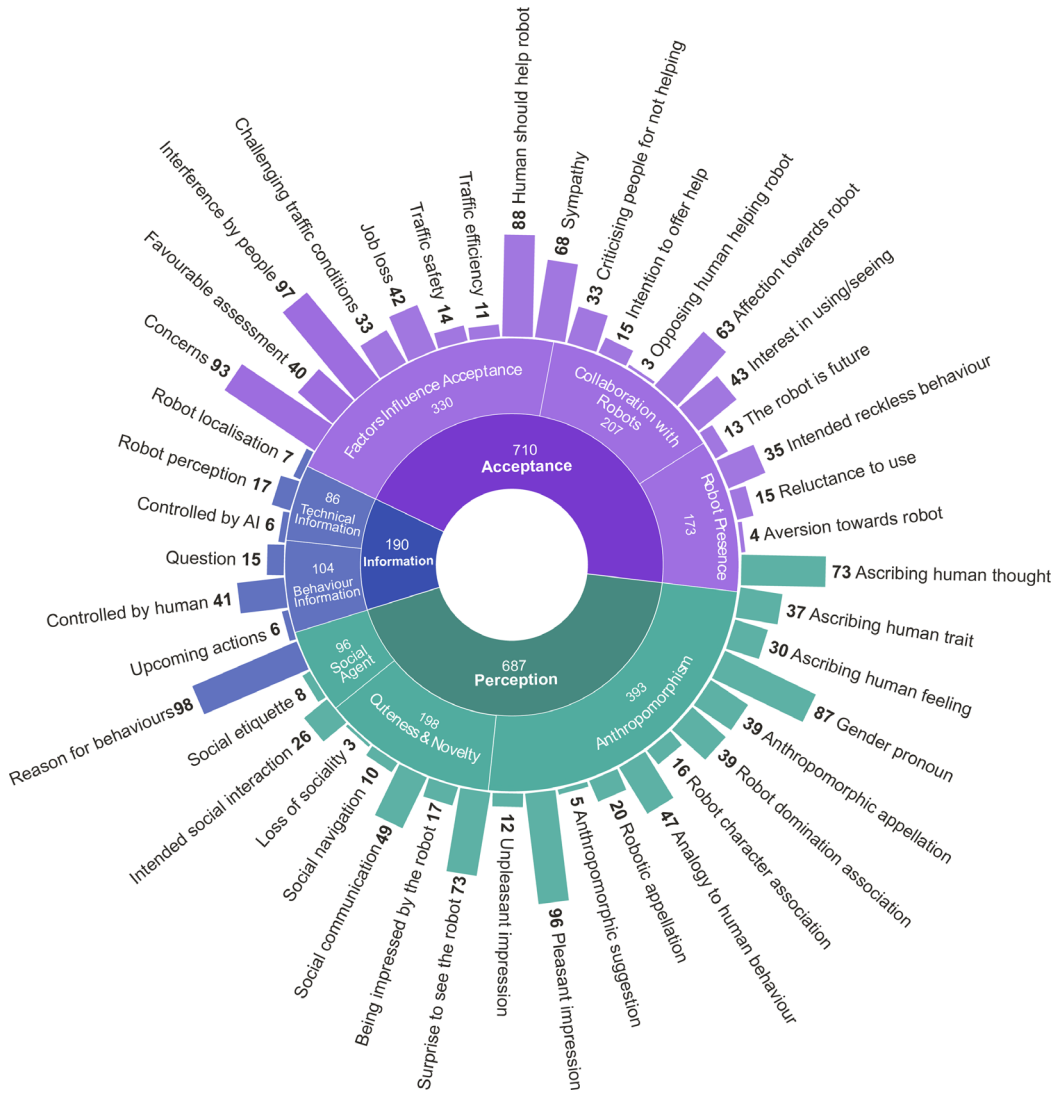 710
Acceptance
190
Information
687
Perception
Factors Influence Acceptance
330
Collaboration with
Robots
207
Robot Presence
173
Anthropomorphism
393
Cuteness & Novelty
198
Social
Agent
96
104
Behaviour
Information
86
Technical
Information
88 Human should help robot
68 Sympathy
33 Criticising people for not helping
15 Intention to offer help
3 Opposing human helping robot
63 Affection towards robot
43 Interest in using/seeing
13 The robot is future
35 Intended reckless behaviour
15 Reluctance to use
4 Aversion towards robot
73 Ascribing human thought
37 Ascribing human trait
30 Ascribing human feeling
87 Gender pronoun
39 Anthropomorphic appellation
39 Robot domination association
16 Robot character association
47 Analogy to human behaviour
20 Robotic appellation
5 Anthropomorphic suggestion
96 Pleasant impression
12 Unpleasant impression
Surprise to see the robot 73
Being impressed by the robot 17
Social communication 49
Social navigation 10
Loss of sociality 3
Intended social interaction 26
Social etiquette 8
Reason for behaviours98
Upcoming actions 6
Controlled by human 41
Question 15
Controlled by AI 6
Robot perception 17
Robot localisation 7
Concerns 93
Favourable assessment 40
Interference by people 97
Challenging traffic conditions 33
Job loss 42
Traffic safety 14
Traffic efficiency 11